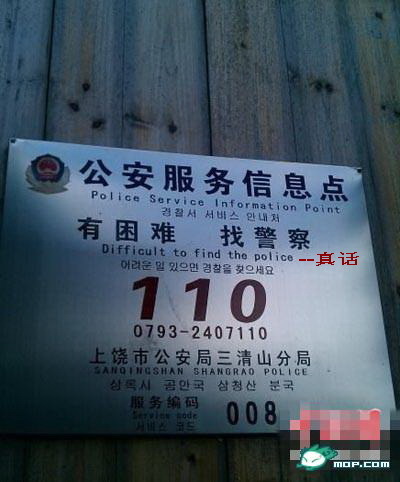 公安服务信息点
Police Service Information Point
경찰서 서비스 안내처
有困难 找警察
Difficult to find the police --真话
어려운 일 있으면 경찰을 찾으세요
110
0793-2407110
上饶市公安局三清山分局
SANQINGSHAN SHANGRAO POLICE
삼록시 공안국 삼청산 분국
服务编码
Service code
서비스 코드
008
MOP.COM